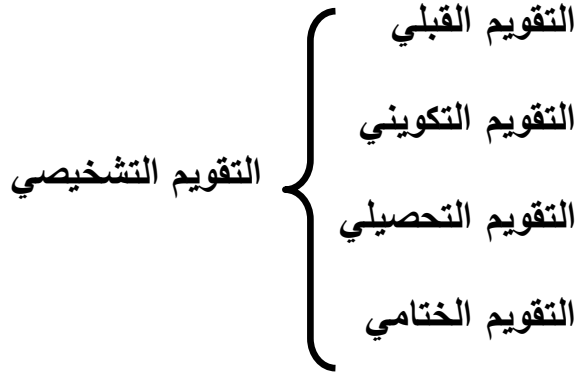 التقويم القبلي
التقويم التكويني
التقويم التشخيصي
التقويم التحصيلي
التقويم الختامي